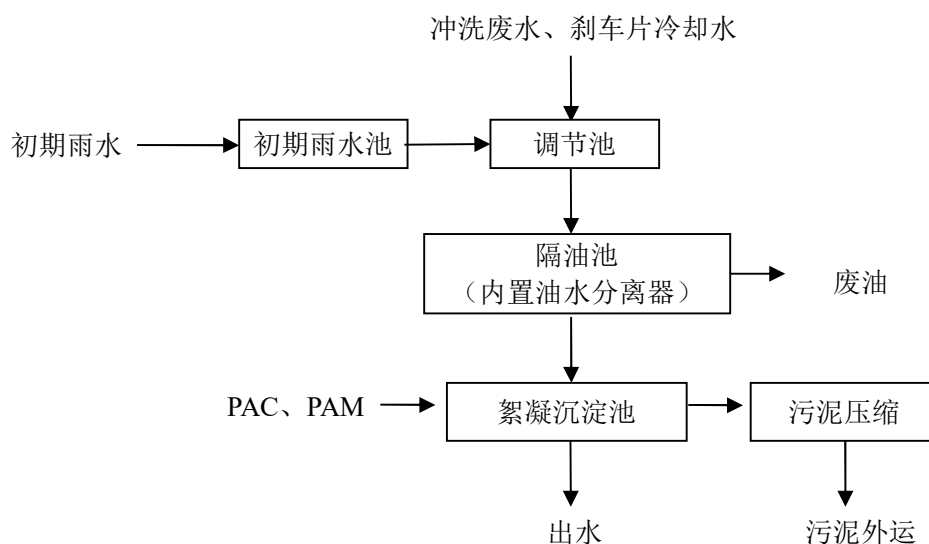 冲洗废水、刹车片冷却水
初期雨水
初期雨水池
调节池
隔油池
（内置油水分离器）
废油
PAC、PAM
絮凝沉淀池
污泥压缩
出水
污泥外运